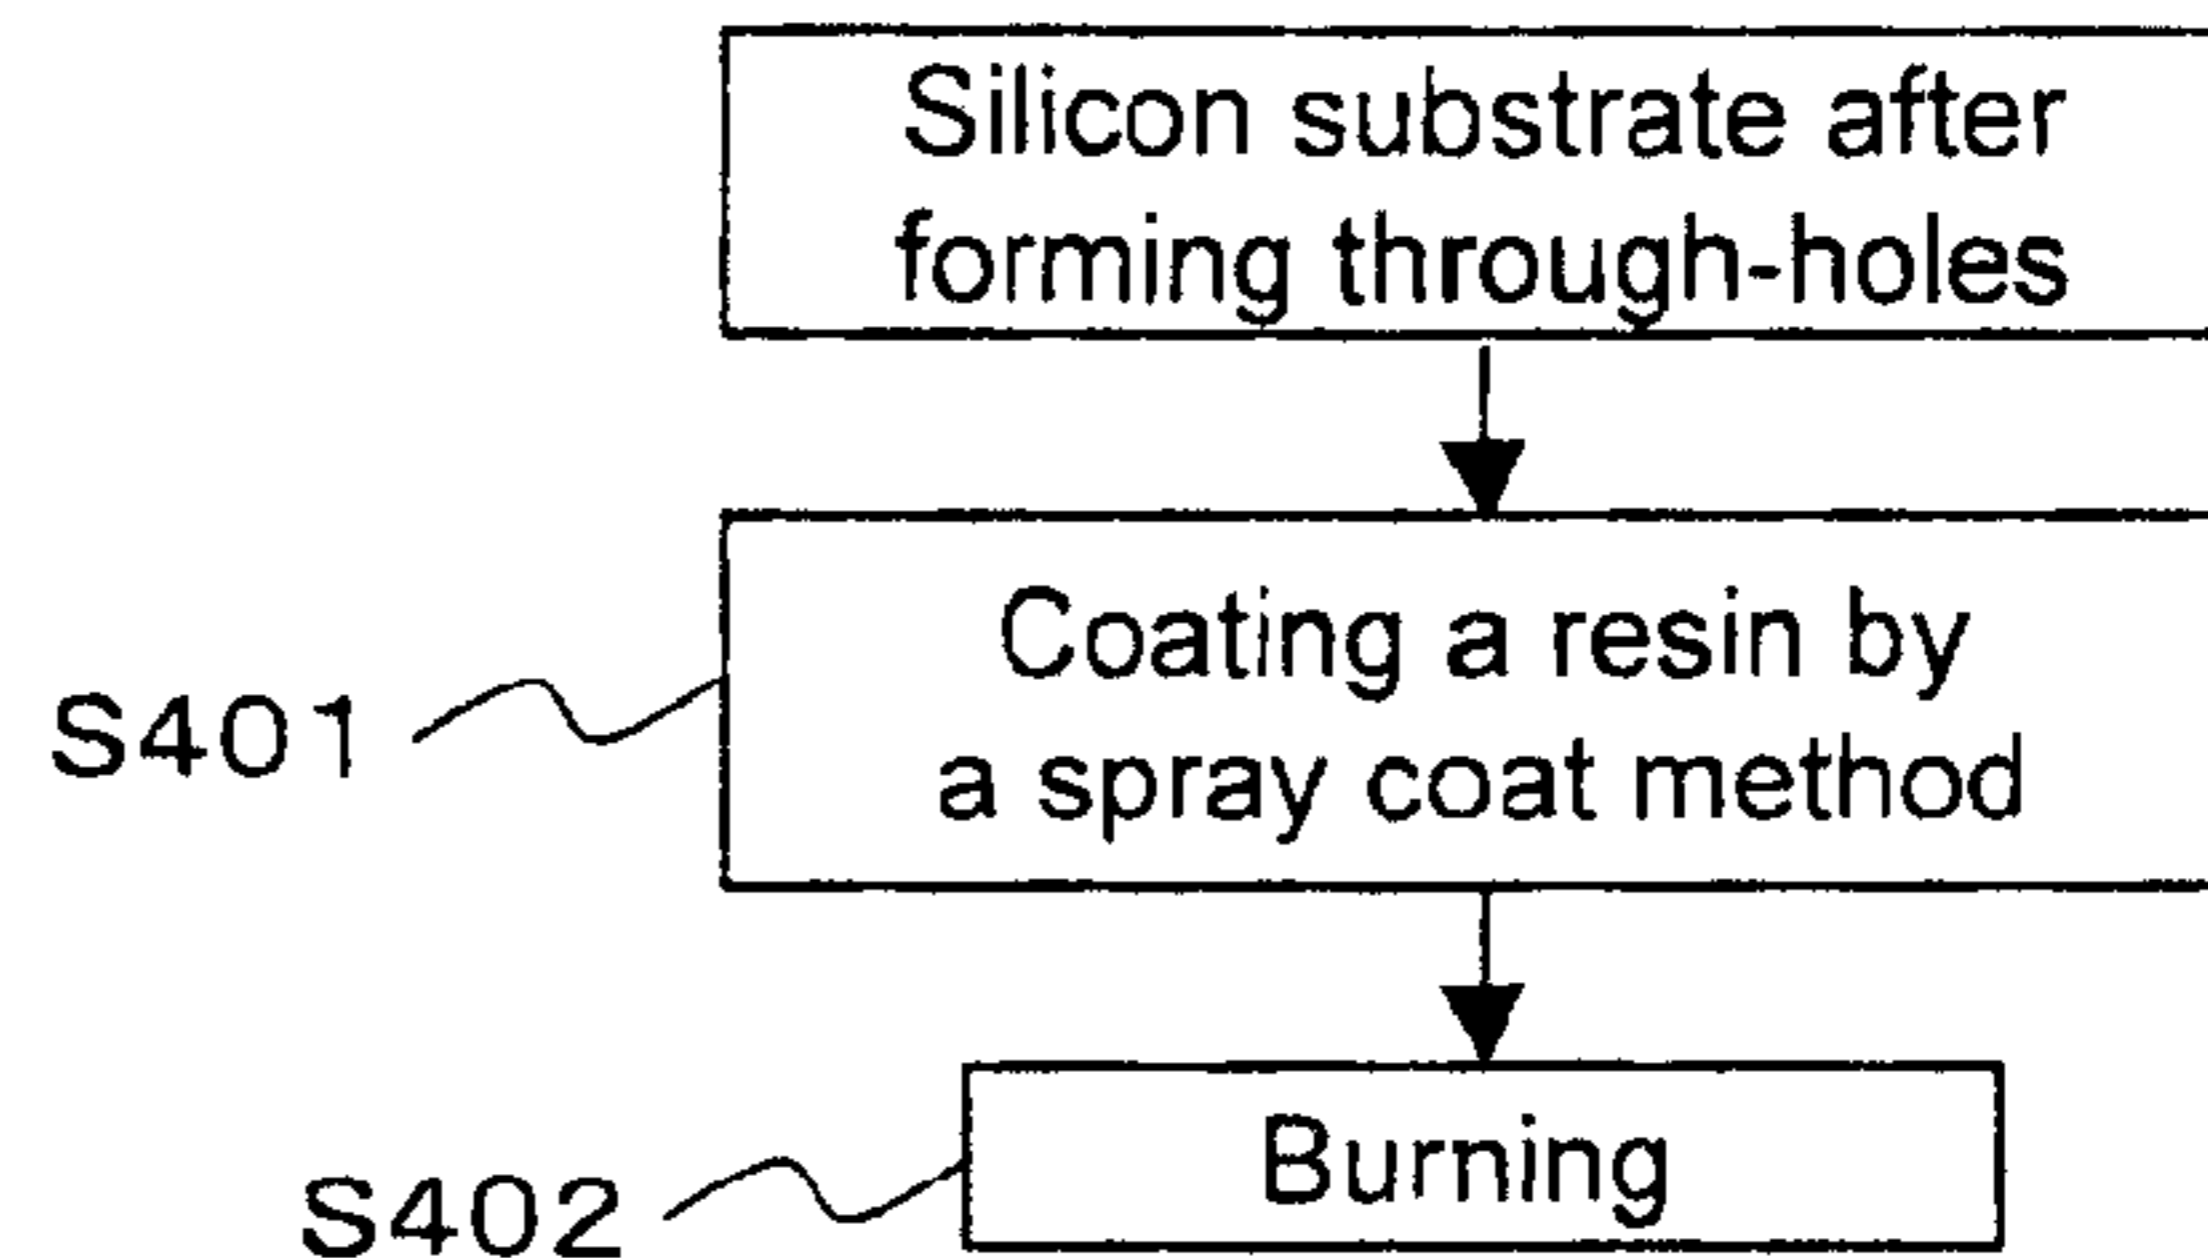 Silicon substrate after
forming through-holes
Coating a resin by
a spray coat method
S401
Burning
S402